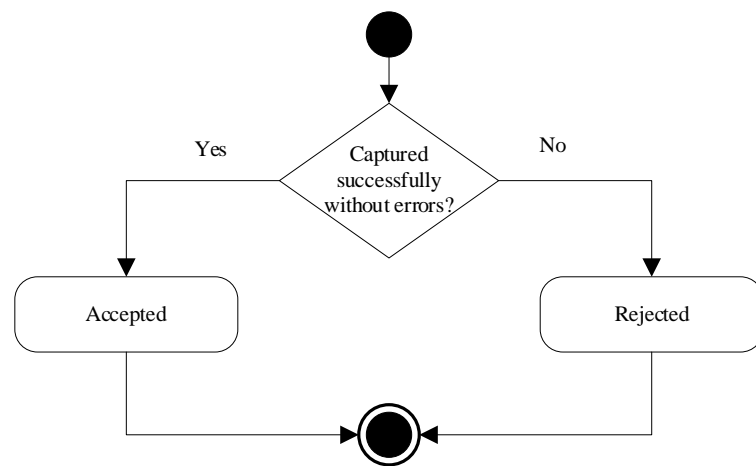 Yes
No
Captured
successfully
without errors?
Accepted
Rejected